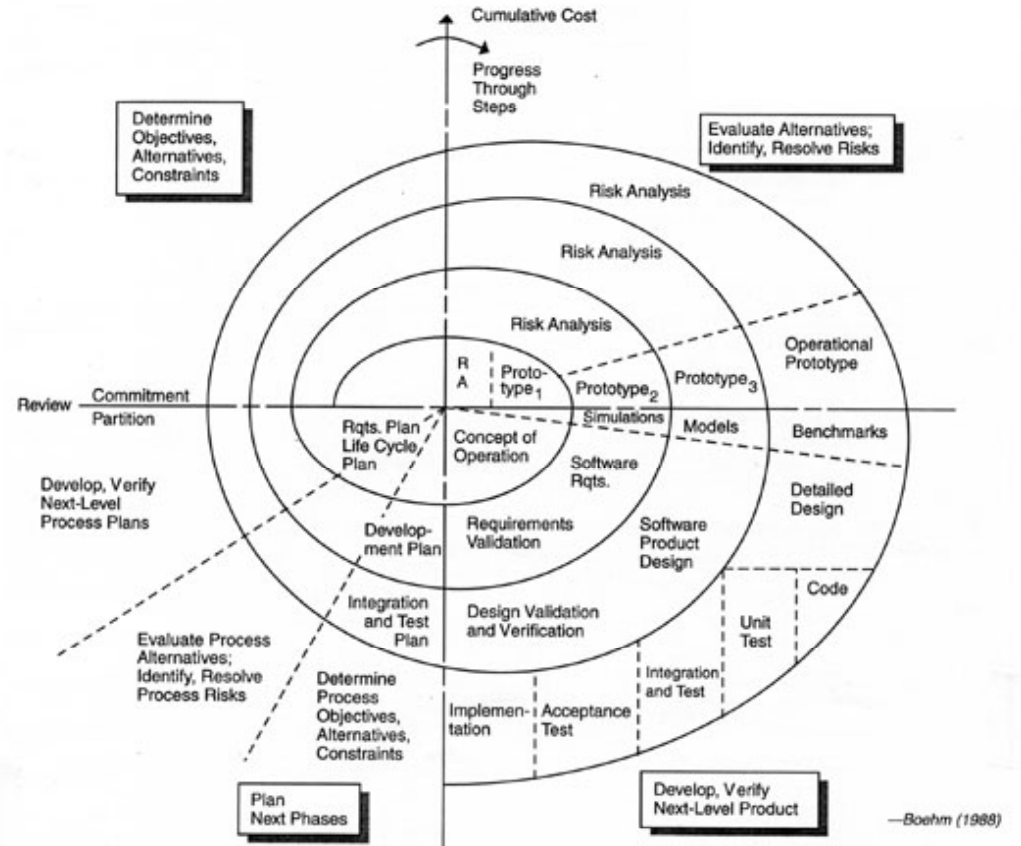 Cumulative Cost
Progress
Through
Steps
Determine
Objectives,
Alternatives,
Constraints
Evaluate Alternatives;
Identify, Resolve Risks
Risk Analysis
Risk Analysis
Risk Analysis
R
A
Proto-
type1
Prototype2
Prototype3
Operational
Prototype
Review
Commitment
Partition
Simulations
Models
Benchmarks
Rqts. Plan
Life Cycle
Plan
Concept of
Operation
Software
Rqts.
Develop, Verify
Next-Level
Process Plans
Develop-
ment Plan
Requirements
Validation
Software
Product
Design
Detailed
Design
Code
Unit
Test
Integration
and Test
Plan
Design Validation
and Verification
Evaluate Process
Alternatives;
Identify, Resolve
Process Risks
Determine
Process
Objectives,
Alternatives,
Constraints
Implemen-
tation
Acceptance
Test
Integration
and Test
Plan
Next Phases
Develop, Verify
Next-Level Product
—Boehm (1988)